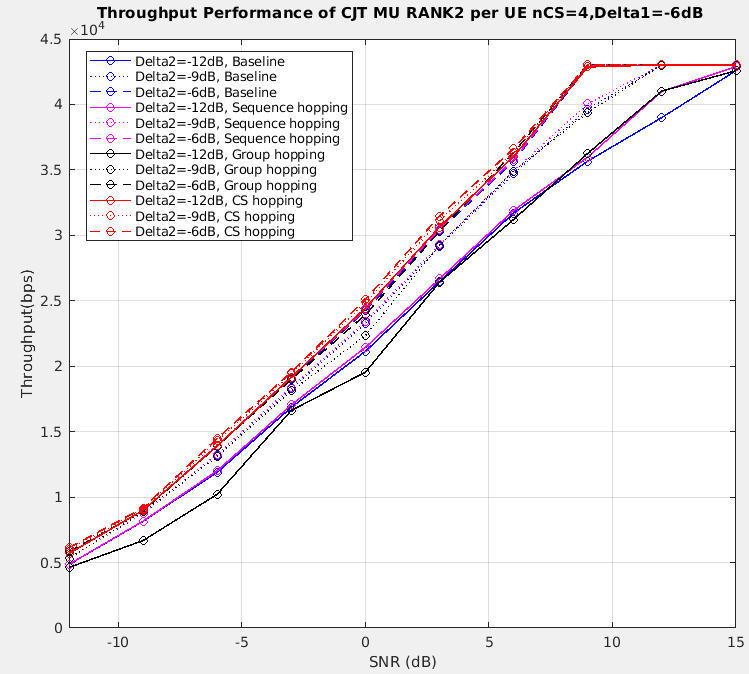 Throughput Performance of CJT MU RANK2 per UE nCS=4,Delta1=-6dB
×10^4
4.5
4
3.5
3
2.5
2
1.5
1
0.5
0
Throughput(bps)
Delta2=-12dB, Baseline
Delta2=-9dB, Baseline
Delta2=-6dB, Baseline
Delta2=-12dB, Sequence hopping
Delta2=-9dB, Sequence hopping
Delta2=-6dB, Sequence hopping
Delta2=-12dB, Group hopping
Delta2=-9dB, Group hopping
Delta2=-6dB, Group hopping
Delta2=-12dB, CS hopping
Delta2=-9dB, CS hopping
Delta2=-6dB, CS hopping
-10 -5 0 5 10 15
SNR (dB)